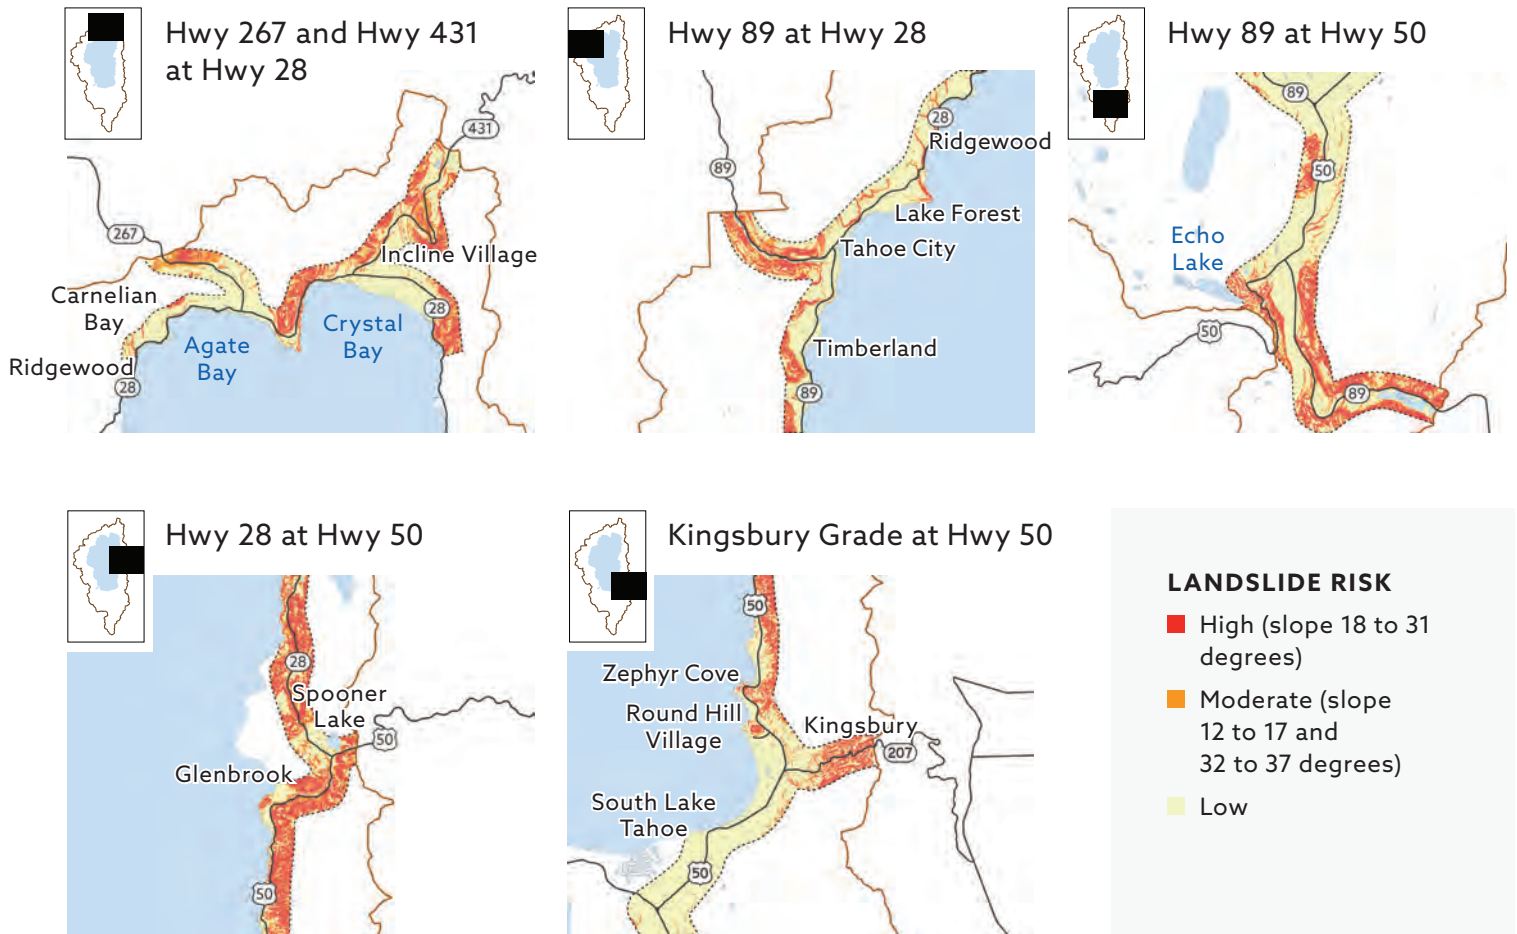 Hwy 267 and Hwy 431
at Hwy 28
431
267
Incline Village
Carnelian
Bay
28
Crystal
Bay
Agate
Bay
Ridgewood
28
Hwy 89 at Hwy 28
28
Ridgewood
89
Lake Forest
Tahoe City
Timberland
89
Hwy 89 at Hwy 50
89
50
Echo
Lake
50
89
Hwy 28 at Hwy 50
28
Spooner
Lake
50
Glenbrook
50
Kingsbury Grade at Hwy 50
50
Zephyr Cove
Round Hill
Village
Kingsbury
207
South Lake
Tahoe
50
LANDSLIDE RISK
High (slope 18 to 31
degrees)
Moderate (slope
12 to 17 and
32 to 37 degrees)
Low